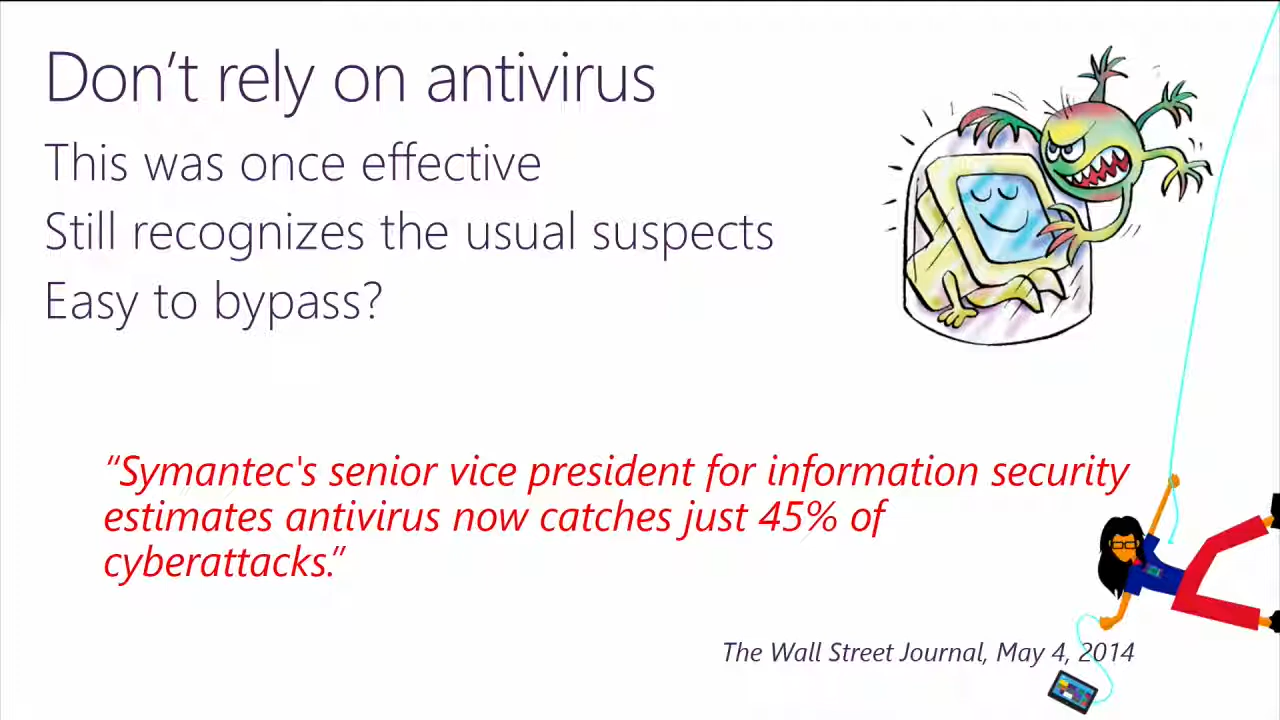 Don’t rely on antivirus
This was once effective
Still recognizes the usual suspects
Easy to bypass?
“Symantec's senior vice president for information security
estimates antivirus now catches just 45% of
cyberattacks.”
The Wall Street Journal, May 4, 2014